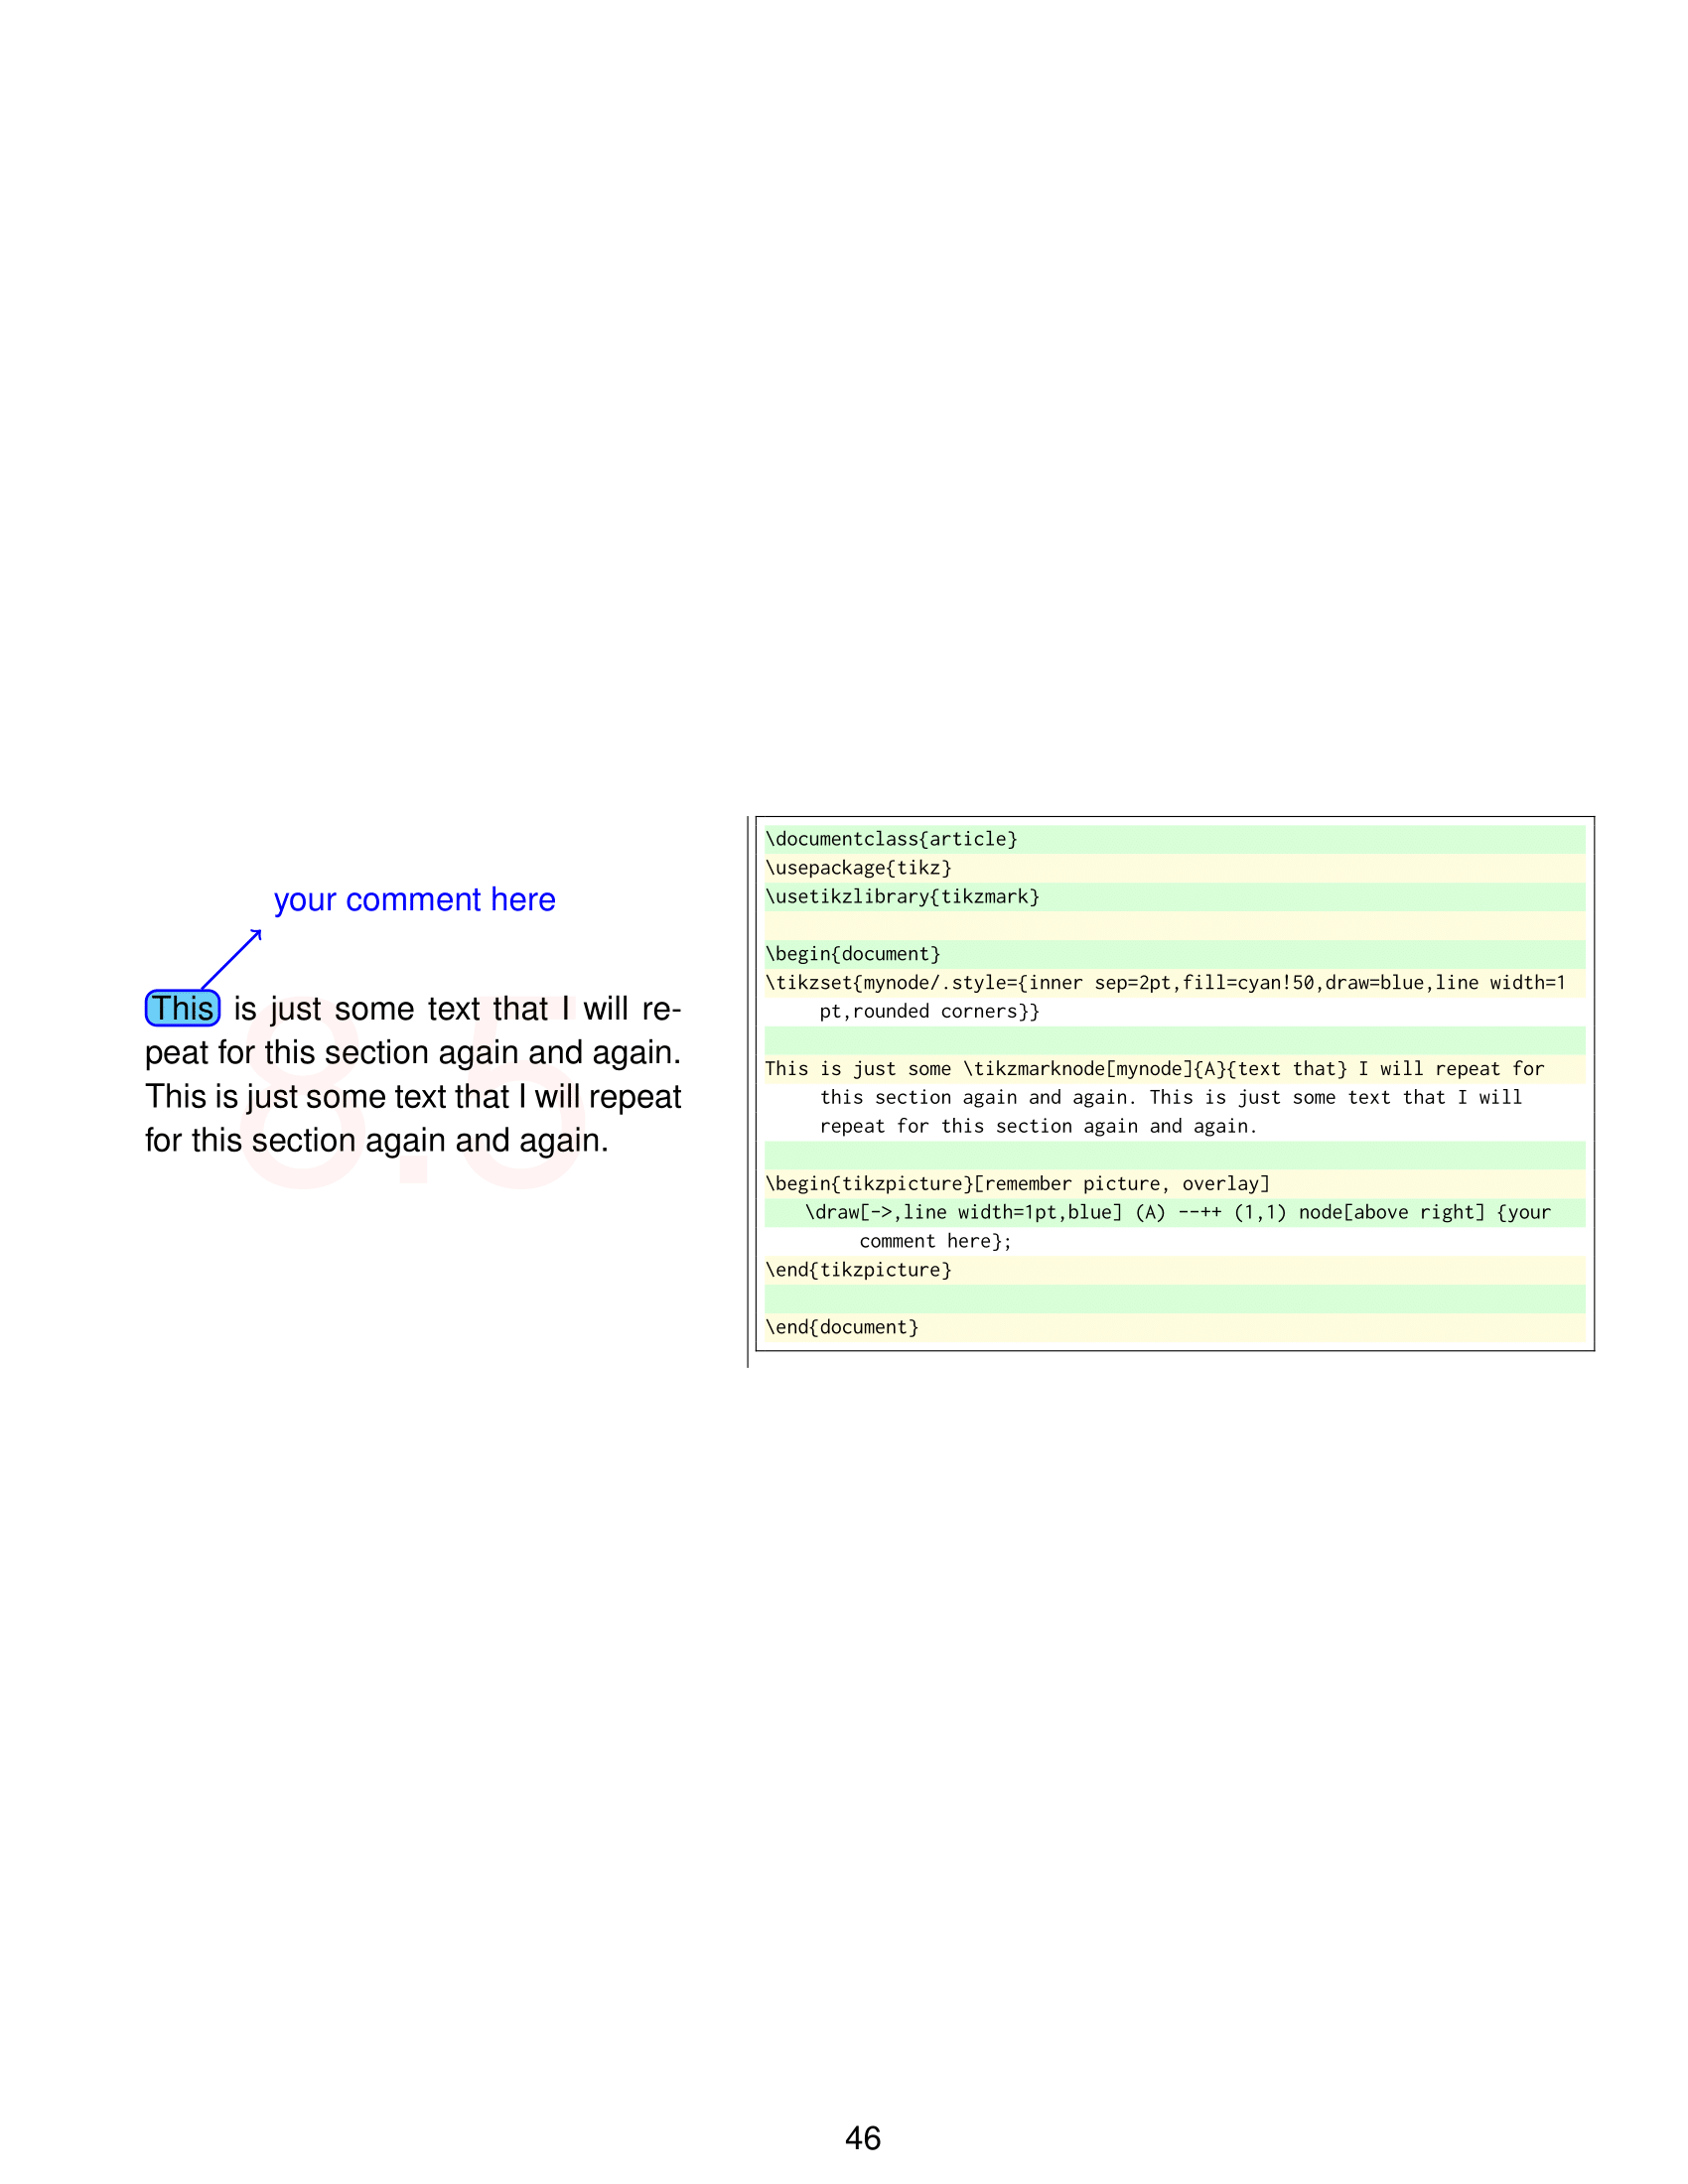 your comment here
This is just some text that I will re-
peat for this section again and again.
This is just some text that I will repeat
for this section again and again.
8.5
\documentclass{article}
\usepackage{tikz}
\usetikzlibrary{tikzmark}
\begin{document}
\tikzset{mynode/.style={inner sep=2pt,fill=cyan!50,draw=blue,line width=1
pt,rounded corners}}
This is just some \tikzmarknode[mynode]{A}{text that} I will repeat for
this section again and again. This is just some text that I will
repeat for this section again and again.
\begin{tikzpicture}[remember picture, overlay]
\draw[->,line width=1pt,blue] (A) --++ (1,1) node[above right] {your
comment here};
\end{tikzpicture}
\end{document}
46